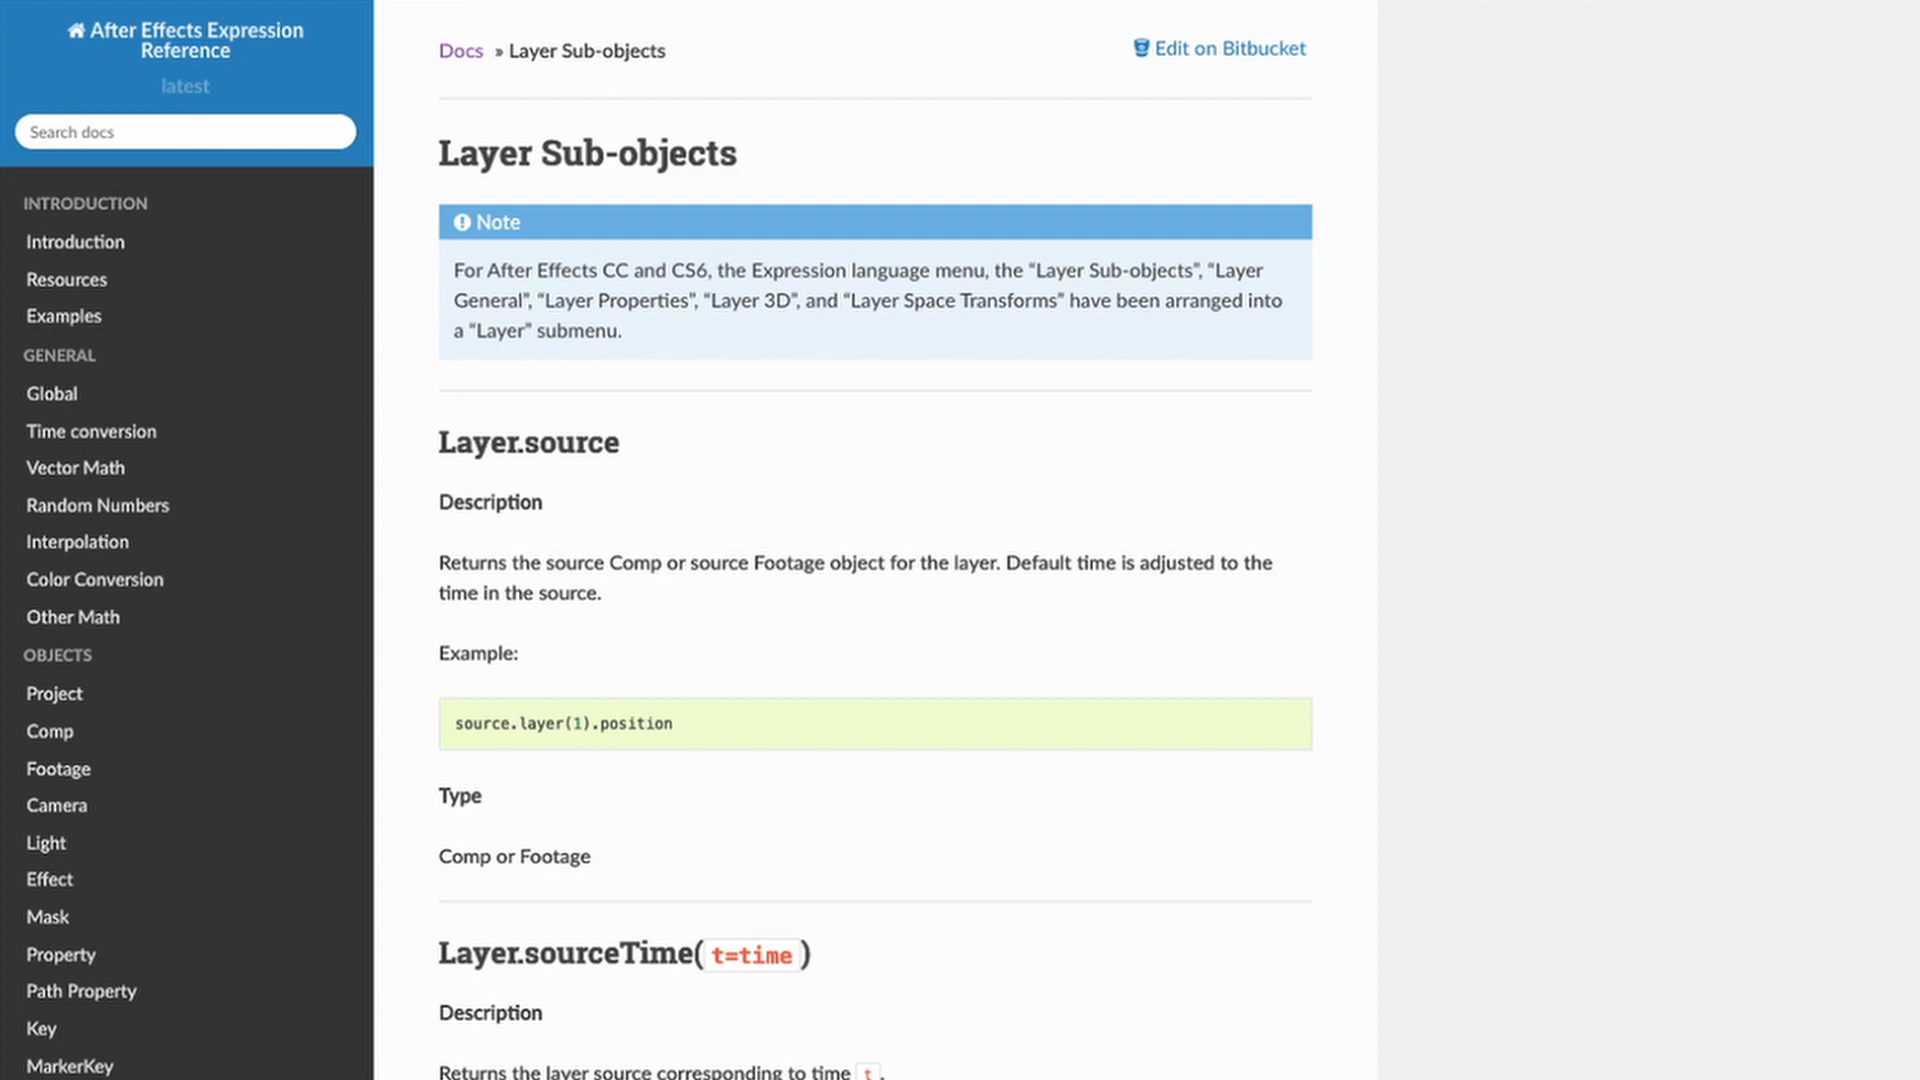 After Effects Expression
Reference
latest
Search docs
INTRODUCTION
Introduction
Resources
Examples
GENERAL
Global
Time conversion
Vector Math
Random Numbers
Interpolation
Color Conversion
Other Math
OBJECTS
Project
Comp
Footage
Camera
Light
Effect
Mask
Property
Path Property
Key
MarkerKey
Docs » Layer Sub-objects
Edit on Bitbucket
Layer Sub-objects
Note
For After Effects CC and CS6, the Expression language menu, the “Layer Sub-objects”, “Layer
General”, “Layer Properties”, “Layer 3D”, and “Layer Space Transforms” have been arranged into
a “Layer” submenu.
Layer.source
Description
Returns the source Comp or source Footage object for the layer. Default time is adjusted to the
time in the source.
Example:
source.layer(1).position
Type
Comp or Footage
Layer.sourceTime(t=time)
Description
Returns the layer source corresponding to time t.